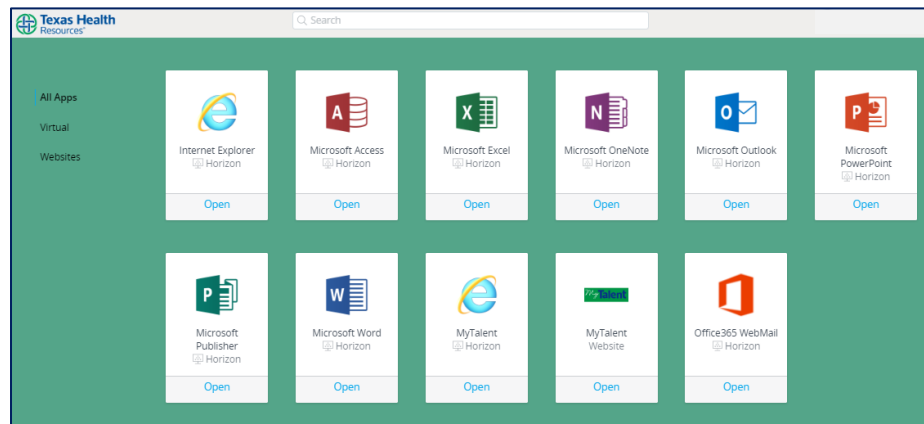 Texas Health
Resources®
Search
All Apps
Virtual
Websites
Internet Explorer
Horizon
Open
A
Microsoft Access
Horizon
Open
X
Microsoft Excel
Horizon
Open
N
Microsoft OneNote
Horizon
Open
O
Microsoft Outlook
Horizon
Open
P
Microsoft
PowerPoint
Horizon
Open
P
Microsoft
Publisher
Horizon
Open
W
Microsoft Word
Horizon
Open
MyTalent
Horizon
Open
MyTalent
MyTalent
Website
Open
Office365 WebMail
Horizon
Open